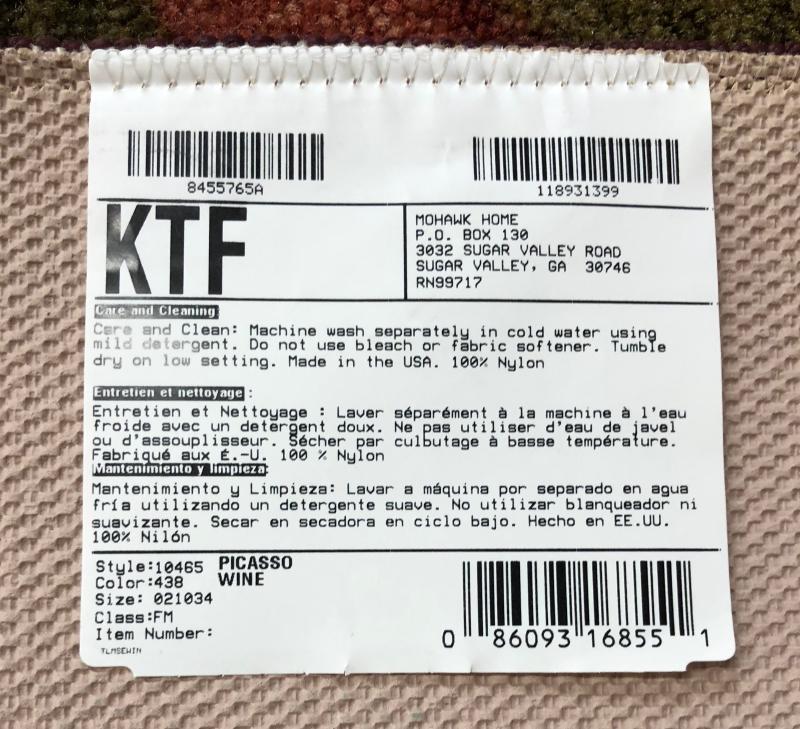 8455765A
118931399
KTF
MOHAWK HOME
P.O. BOX 130
3032 SUGAR VALLEY ROAD
SUGAR VALLEY, GA 30746
RN99717
Care and Cleaning:
Care and Clean: Machine wash separately in cold water using
mild detergent. Do not use bleach or fabric softener. Tumble
dry on low setting. Made in the USA. 100% Nylon
Entretien et nettoyage:
Entretien et Nettoyage : Laver séparément à la machine à l'eau
froide avec un detergent doux. Ne pas utiliser d'eau de javel
ou d'assouplisseur. Sécher par culbutage à basse température.
Fabriqué aux É.-U. 100 % Nylon
Mantenimiento y limpieza:
Mantenimiento y Limpieza: Lavar a máquina por separado en agua
fría utilizando un detergente suave. No utilizar blanqueador ni
suavizante. Secar en secadora en ciclo bajo. Hecho en EE.UU.
100% Nilón
Style:10465 PICASSO
Color:438 WINE
Size: 021034
Class:FM
Item Number:
TLMSEWIN
0 86093 16855 1